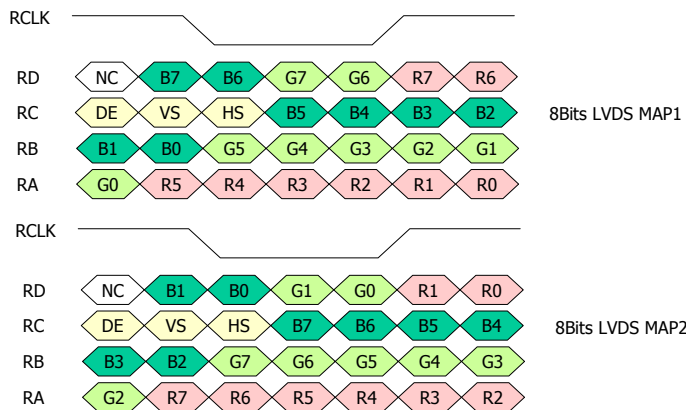 RCLK
RD NC B7 B6 G7 G6 R7 R6
RC DE VS HS B5 B4 B3 B2 8Bits LVDS MAP1
RB B1 B0 G5 G4 G3 G2 G1
RA G0 R5 R4 R3 R2 R1 R0
RCLK
RD NC B1 B0 G1 G0 R1 R0
RC DE VS HS B7 B6 B5 B4 8Bits LVDS MAP2
RB B3 B2 G7 G6 G5 G4 G3
RA G2 R7 R6 R5 R4 R3 R2